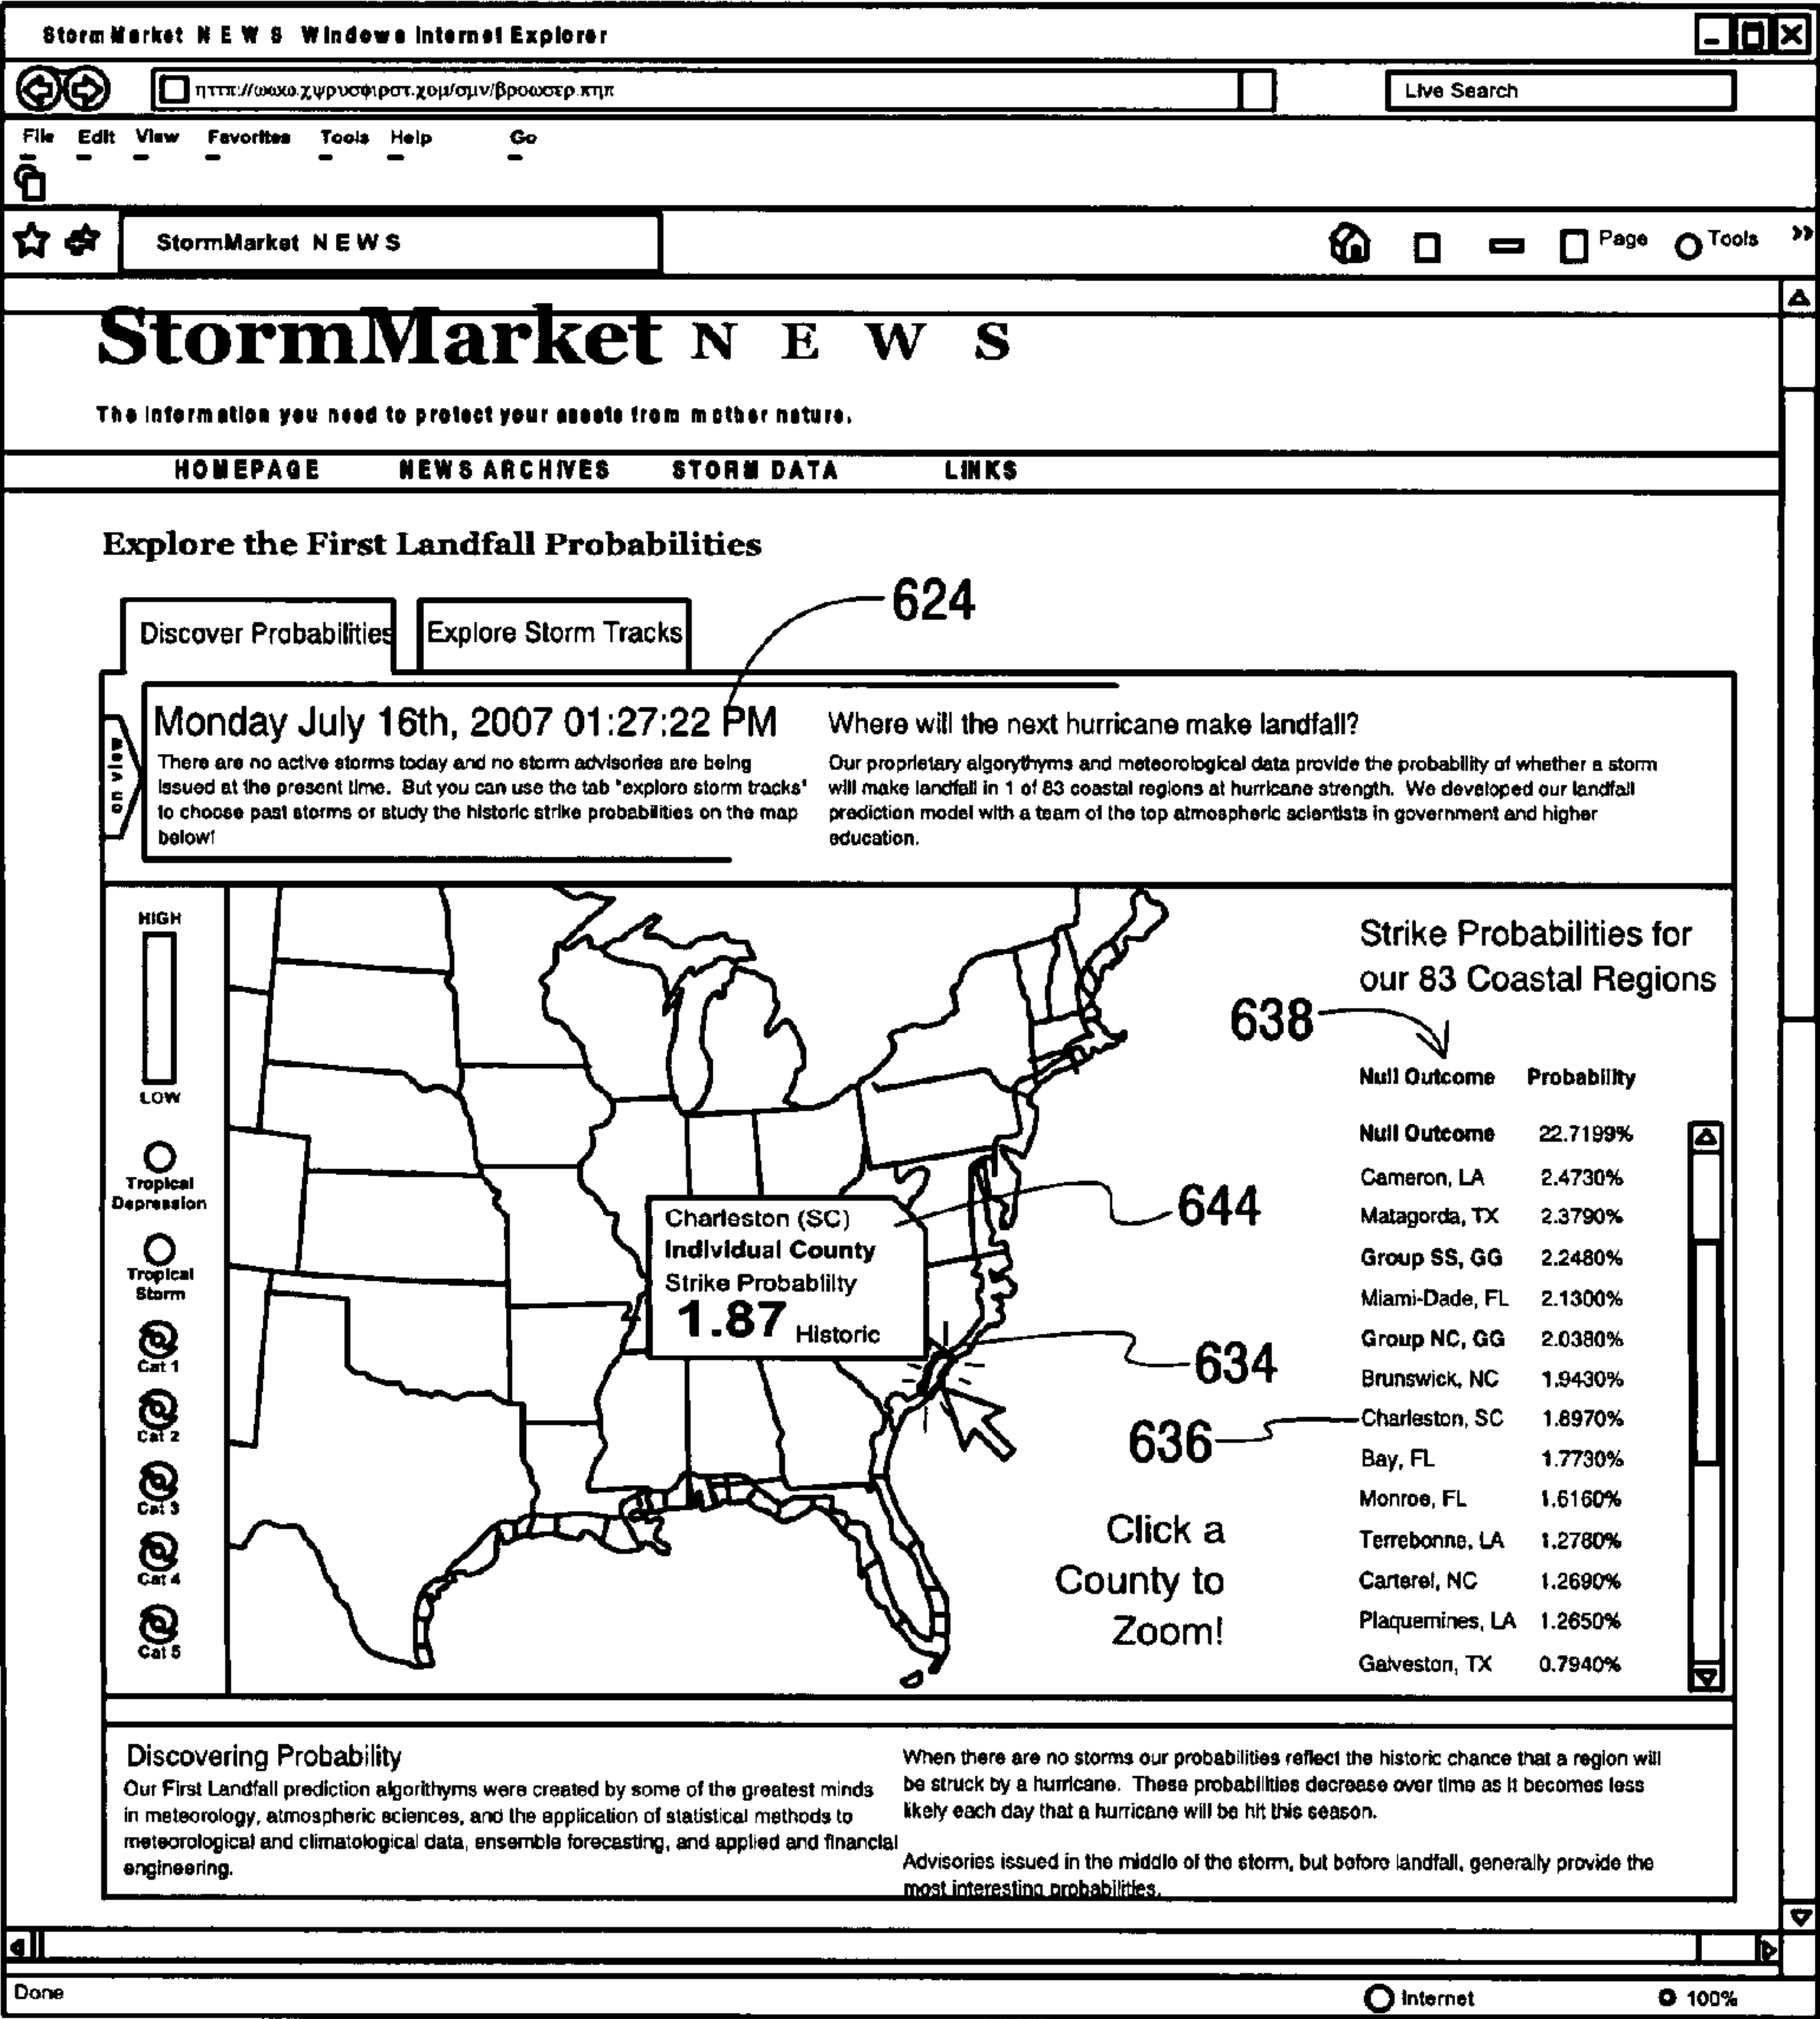 StormMarket N E W S Windows Internet Explorer
ηττπ://ωωω.χψρυσφιρστ.χομ/σμν/βροωσερ.πηπ
Live Search
File Edit View Favorites Tools Help Go
StormMarket N E W S
Page Tools »
StormMarket N E W S
The information you need to protect your assets from mother nature.
HOMEPAGE NEWS ARCHIVES STORM DATA LINKS
Explore the First Landfall Probabilities
624
Discover Probabilities Explore Storm Tracks
on view
Monday July 16th, 2007 01:27:22 PM
There are no active storms today and no storm advisories are being
issued at the present time. But you can use the tab "explore storm tracks"
to choose past storms or study the historic strike probabilities on the map
below!
Where will the next hurricane make landfall?
Our proprietary algorythyms and meteorological data provide the probability of whether a storm
will make landfall in 1 of 83 coastal regions at hurricane strength. We developed our landfall
prediction model with a team of the top atmospheric scientists in government and higher
education.
HIGH
LOW
Tropical
Depression
Tropical
Storm
Cat 1
Cat 2
Cat 3
Cat 4
Cat 5
Charleston (SC)
Individual County
Strike Probablilty
1.87 Historic
644
634
636
Click a
County to
Zoom!
Strike Probabilities for
our 83 Coastal Regions
638
Null Outcome Probability
Null Outcome 22.7199%
Cameron, LA 2.4730%
Matagorda, TX 2.3790%
Group SS, GG 2.2480%
Miami-Dade, FL 2.1300%
Group NC, GG 2.0380%
Brunswick, NC 1.9430%
Charleston, SC 1.8970%
Bay, FL 1.7730%
Monroe, FL 1.6160%
Terrebonne, LA 1.2780%
Carteret, NC 1.2690%
Plaquemines, LA 1.2650%
Galveston, TX 0.7940%
Discovering Probability
Our First Landfall prediction algorithyms were created by some of the greatest minds
in meteorology, atmospheric sciences, and the application of statistical methods to
meteorological and climatological data, ensemble forecasting, and applied and financial
engineering.
When there are no storms our probabilities reflect the historic chance that a region will
be struck by a hurricane. These probabilities decrease over time as it becomes less
likely each day that a hurricane will be hit this season.
Advisories issued in the middle of the storm, but before landfall, generally provide the
most interesting probabilities.
Done
Internet
100%